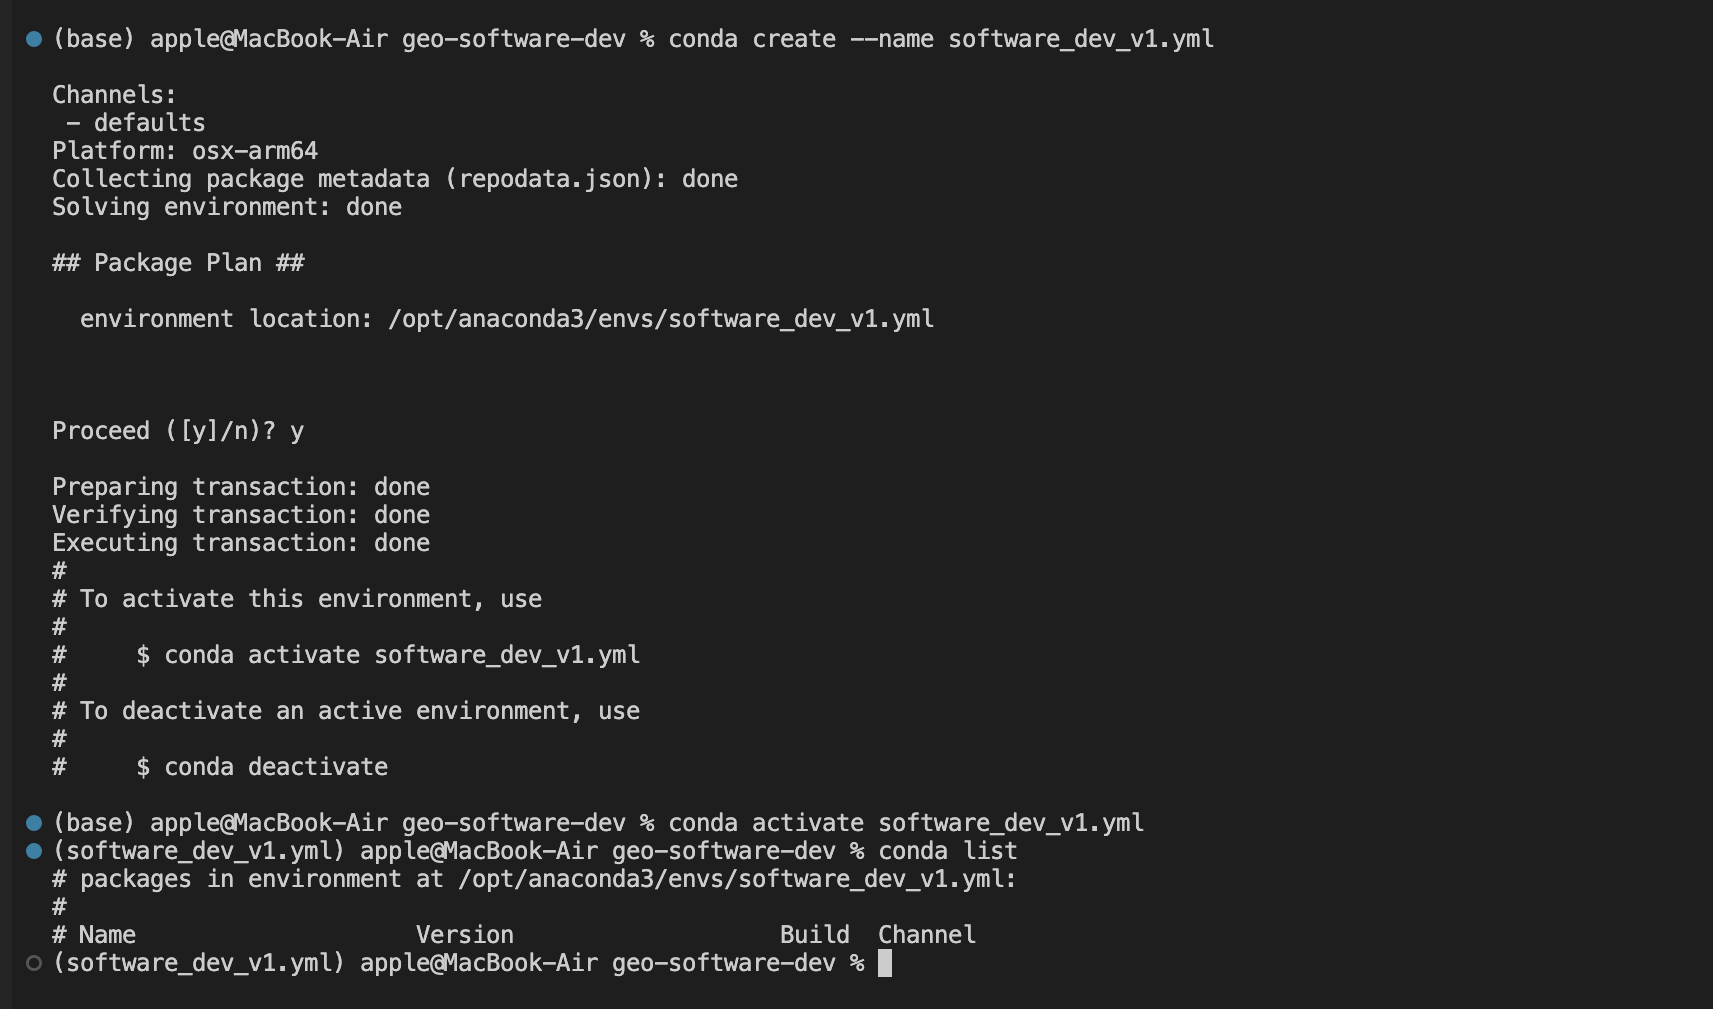 (base) apple@MacBook-Air geo-software-dev % conda create --name software_dev_v1.yml
Channels:
 - defaults
Platform: osx-arm64
Collecting package metadata (repodata.json): done
Solving environment: done
## Package Plan ##
  environment location: /opt/anaconda3/envs/software_dev_v1.yml
Proceed ([y]/n)? y
Preparing transaction: done
Verifying transaction: done
Executing transaction: done
#
# To activate this environment, use
#
#     $ conda activate software_dev_v1.yml
#
# To deactivate an active environment, use
#
#     $ conda deactivate
(base) apple@MacBook-Air geo-software-dev % conda activate software_dev_v1.yml
(software_dev_v1.yml) apple@MacBook-Air geo-software-dev % conda list
# packages in environment at /opt/anaconda3/envs/software_dev_v1.yml:
#
# Name                    Version                   Build  Channel
(software_dev_v1.yml) apple@MacBook-Air geo-software-dev %